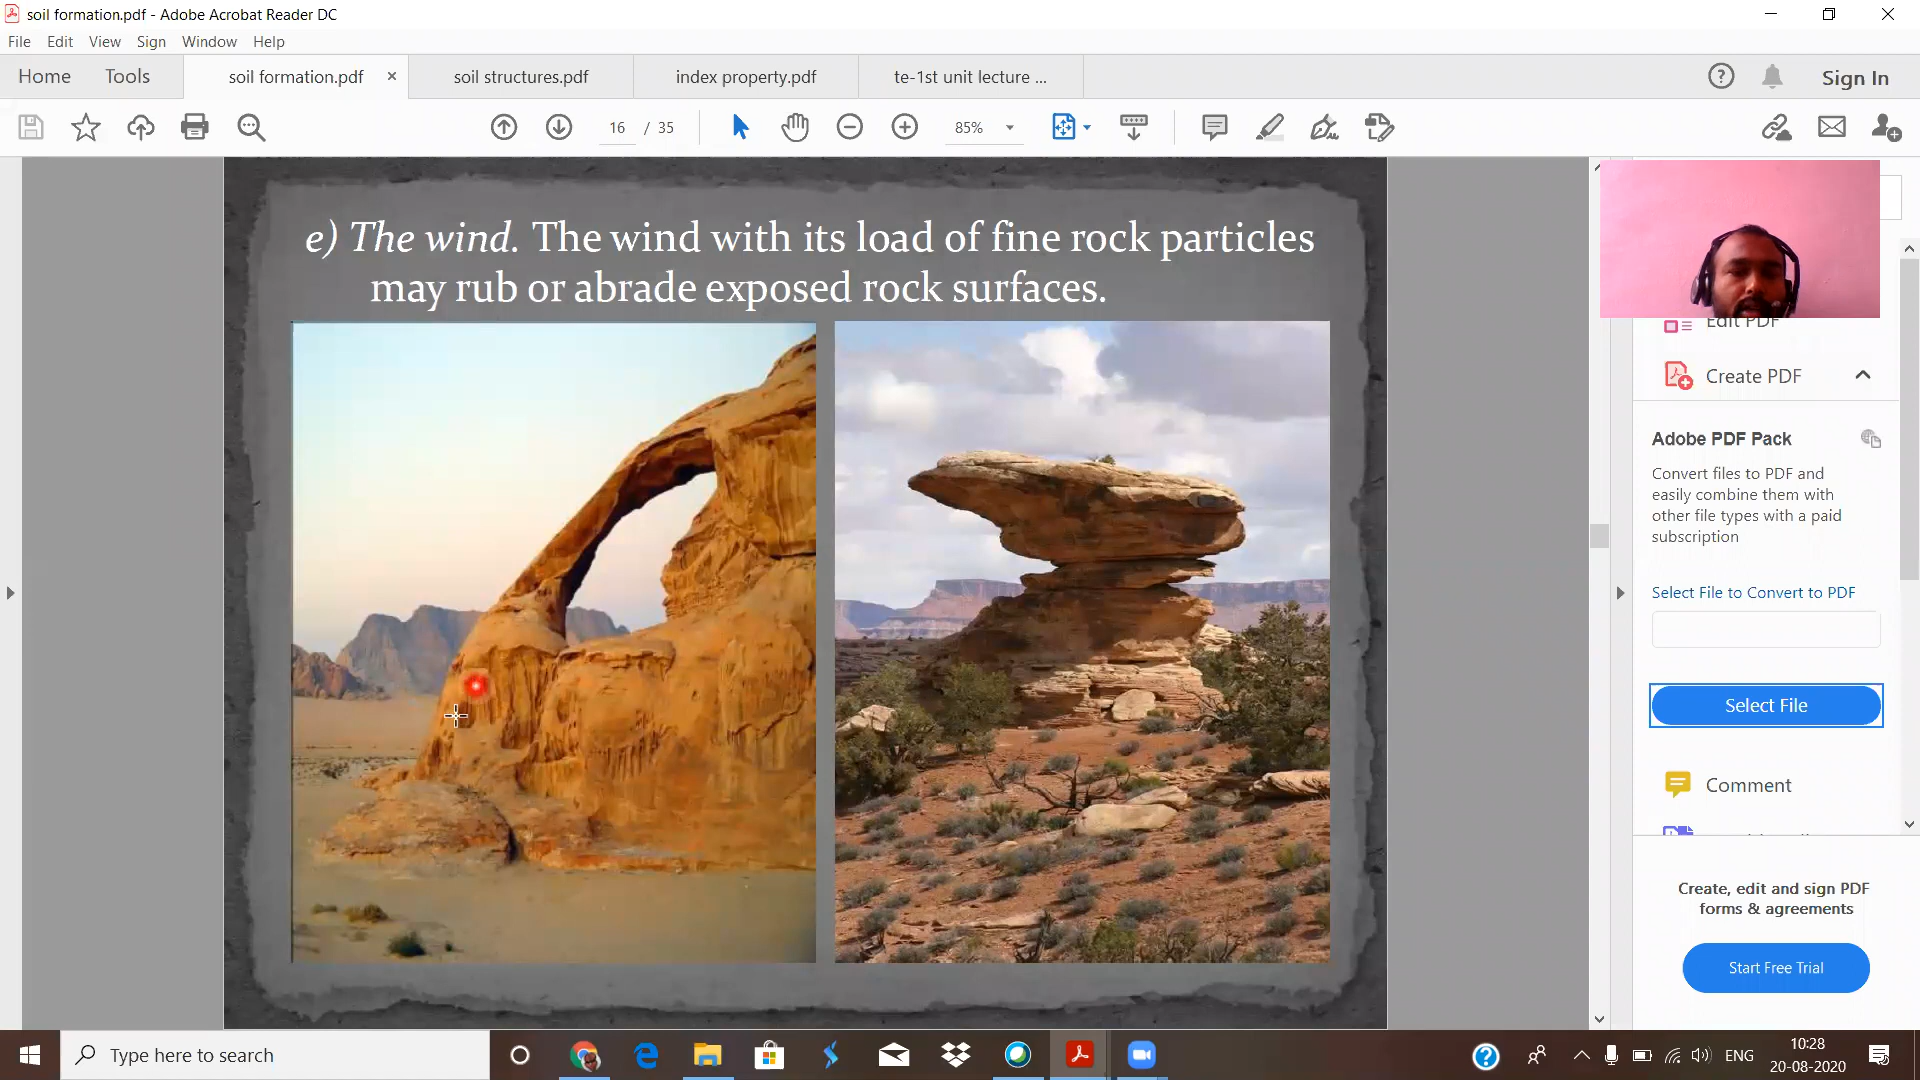 soil formation.pdf - Adobe Acrobat Reader DC
File Edit View Sign Window Help
Home Tools soil formation.pdf soil structures.pdf index property.pdf te-1st unit lecture ... Sign In
16 / 35 85%
e) The wind. The wind with its load of fine rock particles
may rub or abrade exposed rock surfaces.
Edit PDF
Create PDF
Adobe PDF Pack
Convert files to PDF and
easily combine them with
other file types with a paid
subscription
Select File to Convert to PDF
Select File
Comment
Create, edit and sign PDF
forms & agreements
Start Free Trial
Type here to search
ENG
10:28
20-08-2020